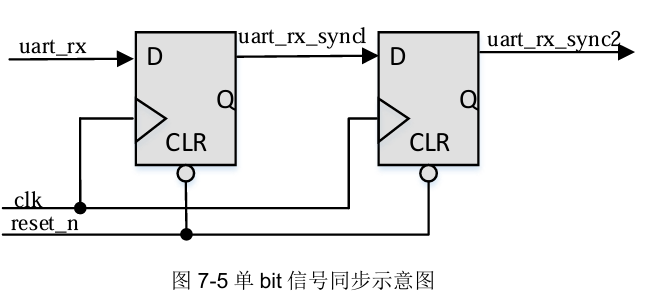 uart_rx
uart_rx_sync1
uart_rx_sync2
D
D
Q
Q
CLR
CLR
clk
reset_n
图 7-5 单 bit 信号同步示意图